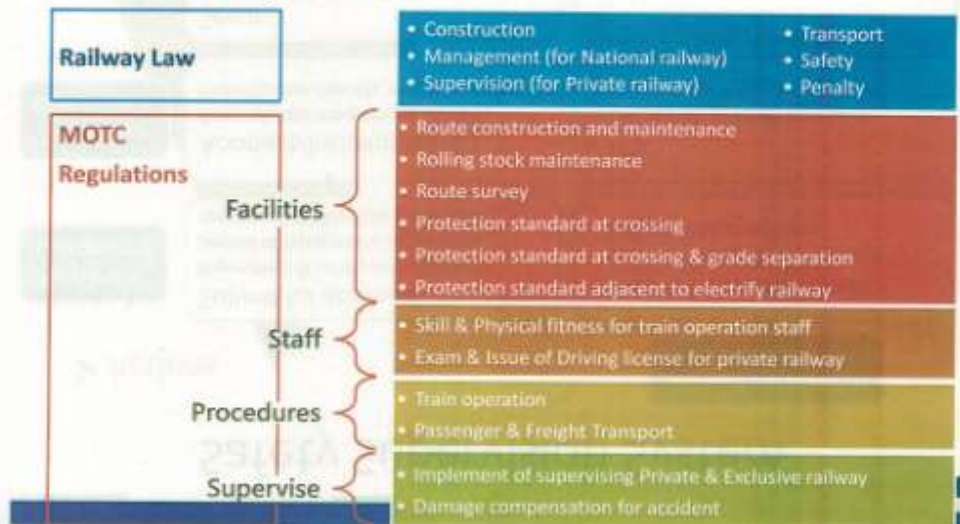 Railway Law
• Construction
• Management (for National railway)
• Supervision (for Private railway)
• Transport
• Safety
• Penalty
MOTC
Regulations
Facilities
• Route construction and maintenance
• Rolling stock maintenance
• Route survey
• Protection standard at crossing
• Protection standard at crossing & grade separation
• Protection standard adjacent to electrify railway
Staff
• Skill & Physical fitness for train operation staff
• Exam & Issue of Driving license for private railway
Procedures
• Train operation
• Passenger & Freight Transport
Supervise
• Implement of supervising Private & Exclusive railway
• Damage compensation for accident